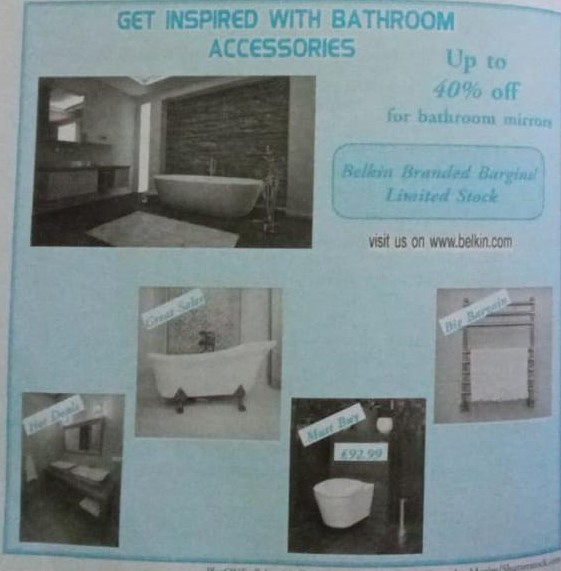 GET INSPIRED WITH BATHROOM
ACCESSORIES
Up to
40% off
for bathroom mirrors
Belkin Branded Bargins!
Limited Stock
visit us on www.belkin.com
Great Sales
Big Bargain
Hot Deals
Must Buy
£92.99